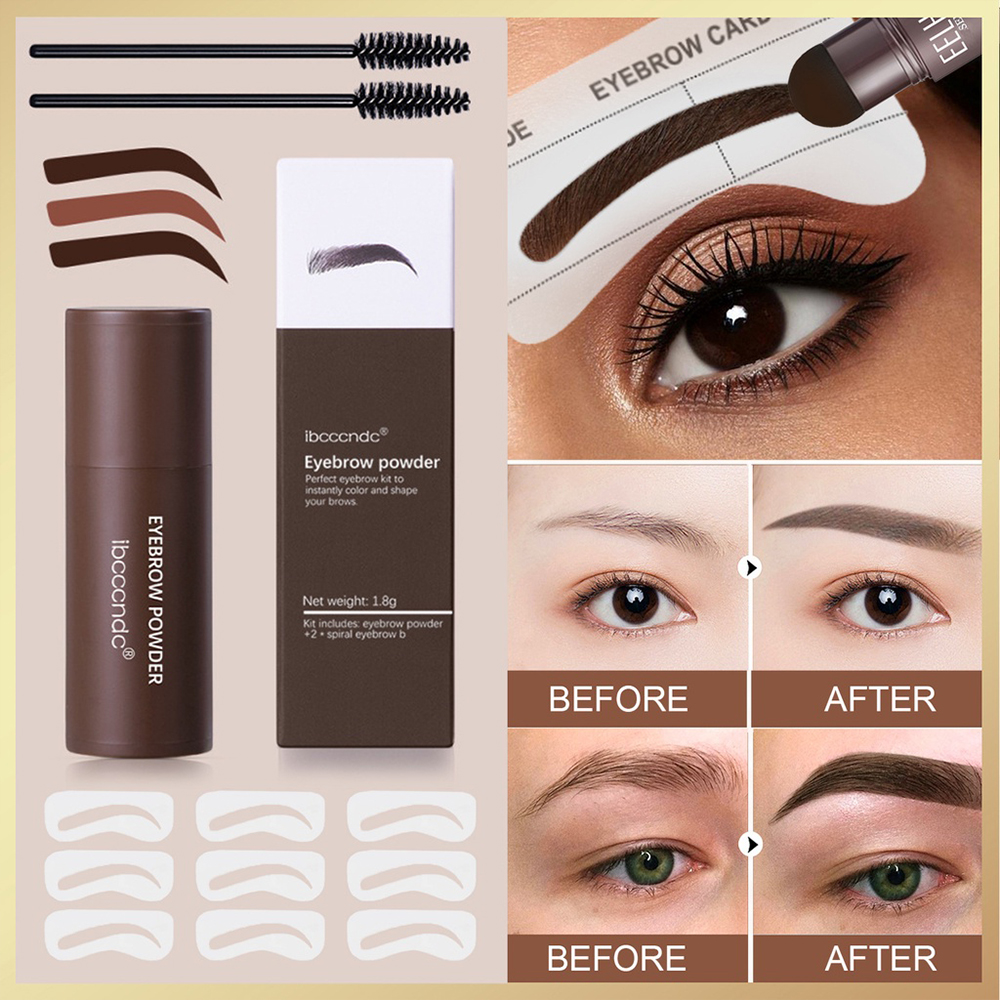 ibcccndc®
Eyebrow powder
Perfect eyebrow kit to
instantly color and shape
your brows.
Net weight: 1.8g
Kit includes: eyebrow powder
+2 * spiral eyebrow b
EYEBROW POWDER
ibcccndc®
EYEBROW CARD
BEFORE
AFTER
BEFORE
AFTER